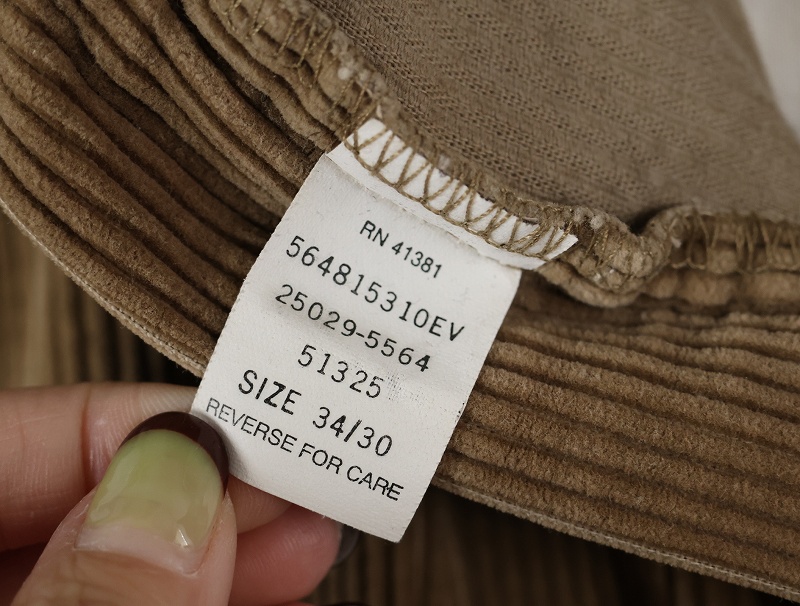 RN 41381
564815310EV
25029-5564
51325
SIZE 34/30
REVERSE FOR CARE